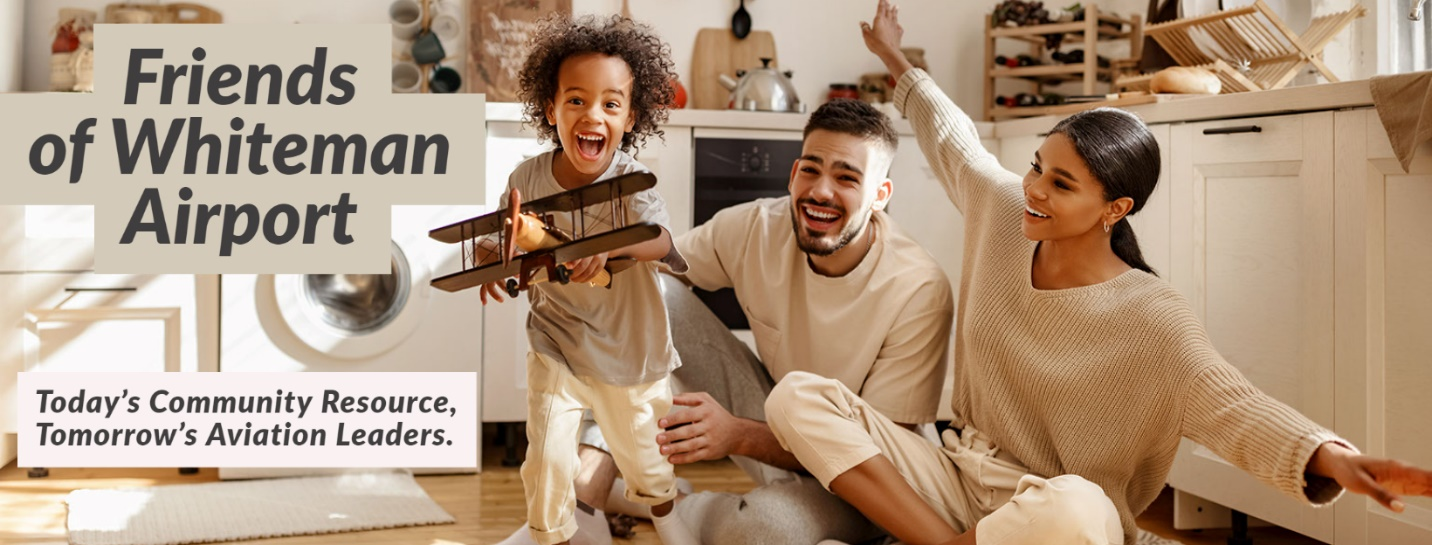 Friends
of Whiteman
Airport
Today’s Community Resource,
Tomorrow’s Aviation Leaders.